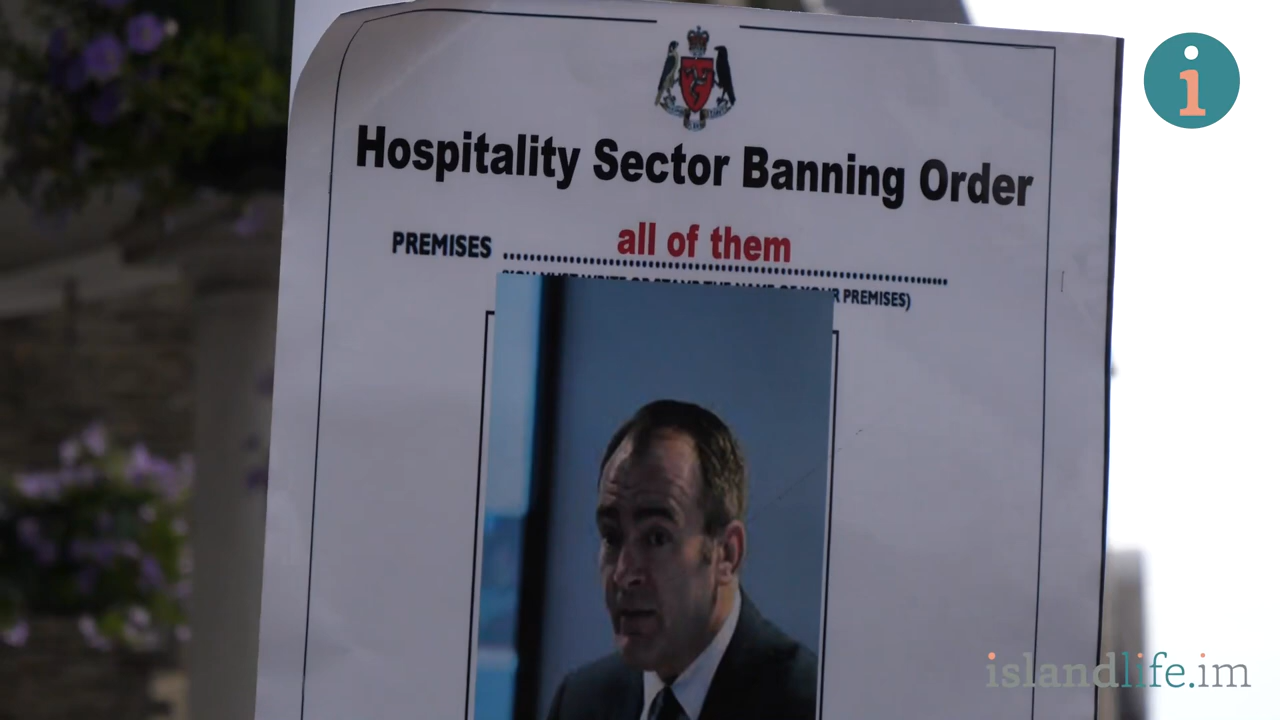 i
Hospitality Sector Banning Order
PREMISES all of them
PREMISES)
islandlife.im